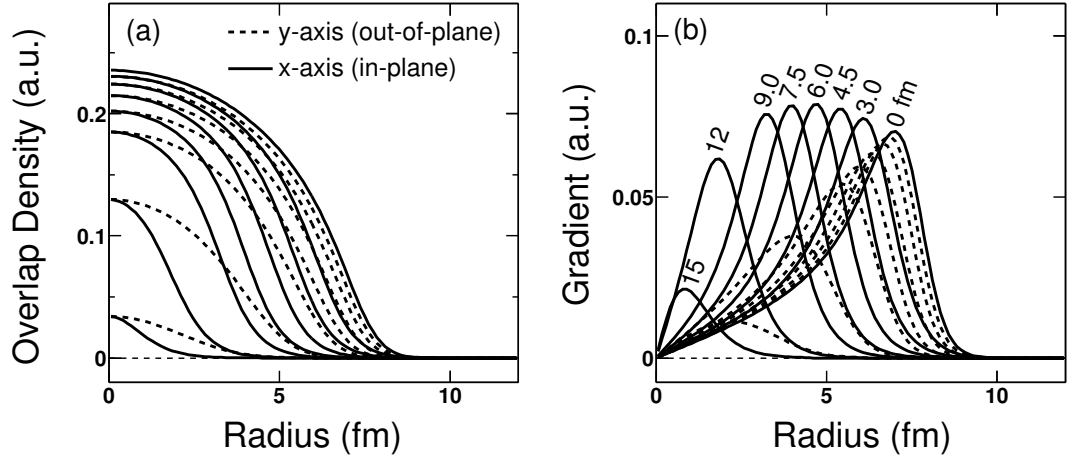 (a)
y-axis (out-of-plane)
x-axis (in-plane)
Overlap Density (a.u.)
0.2
0.1
0
0
5
10
Radius (fm)
(b)
Gradient (a.u.)
0.1
0.05
0
15
12
9.0
7.5
6.0
4.5
3.0
0 fm
0
5
10
Radius (fm)